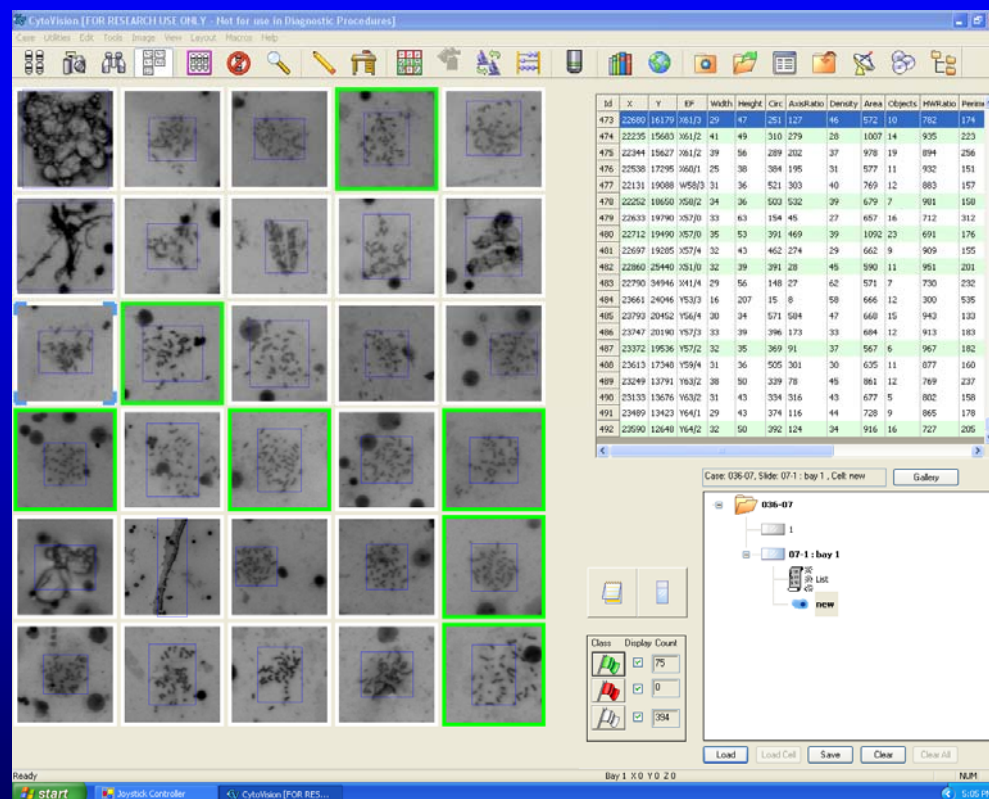 CytoVision [FOR RESEARCH USE ONLY - Not for use in Diagnostic Procedures]
Case Utilities Edit Tools Image View Layout Macros Help
Id X Y EF Width Height Circ AxisRatio Density Area Objects HWRatio Perime
473 22680 16179 X61/3 29 47 251 127 46 572 10 782 174
474 22235 15683 X61/2 41 49 310 279 28 1007 14 935 223
475 22344 15627 X61/2 39 56 289 202 37 978 19 894 256
476 22538 17295 X60/1 25 38 384 195 31 577 11 932 151
477 22131 19088 W58/3 31 36 521 303 40 769 12 883 157
478 22252 18650 X58/2 34 36 503 532 39 679 7 981 158
479 22633 19790 X57/0 33 63 154 45 27 657 16 712 312
480 22712 19490 X57/0 35 53 391 469 39 1092 23 691 176
481 22697 19285 X57/4 32 43 462 274 29 662 9 909 155
482 22860 25440 X51/0 32 39 391 28 45 590 11 951 201
483 22790 34946 X41/4 29 56 148 27 62 571 7 730 232
484 23661 24046 Y53/3 16 207 15 8 58 666 12 300 535
485 23793 20452 Y56/4 30 34 571 584 47 668 15 943 133
486 23747 20190 Y57/3 33 39 396 173 33 684 12 913 183
487 23372 19536 Y57/2 32 35 369 91 37 567 6 967 182
488 23613 17348 Y59/4 31 36 505 301 30 635 11 877 160
489 23249 13791 Y63/2 38 50 339 78 45 861 12 769 237
490 23133 13676 Y63/2 31 43 334 316 43 677 5 802 158
491 23489 13423 Y64/1 29 43 374 116 44 728 9 865 178
492 23590 12648 Y64/2 32 50 392 124 34 916 16 727 205
Case: 036-07, Slide: 07-1 : bay 1 , Cell: new
Gallery
036-07
1
07-1 : bay 1
List
new
Class Display Count
75
0
394
Load Load Cell Save Clear Clear All
Ready Bay 1 X 0 Y 0 Z 0 NUM
start Joystick Controller CytoVision [FOR RES... 5:05 PM